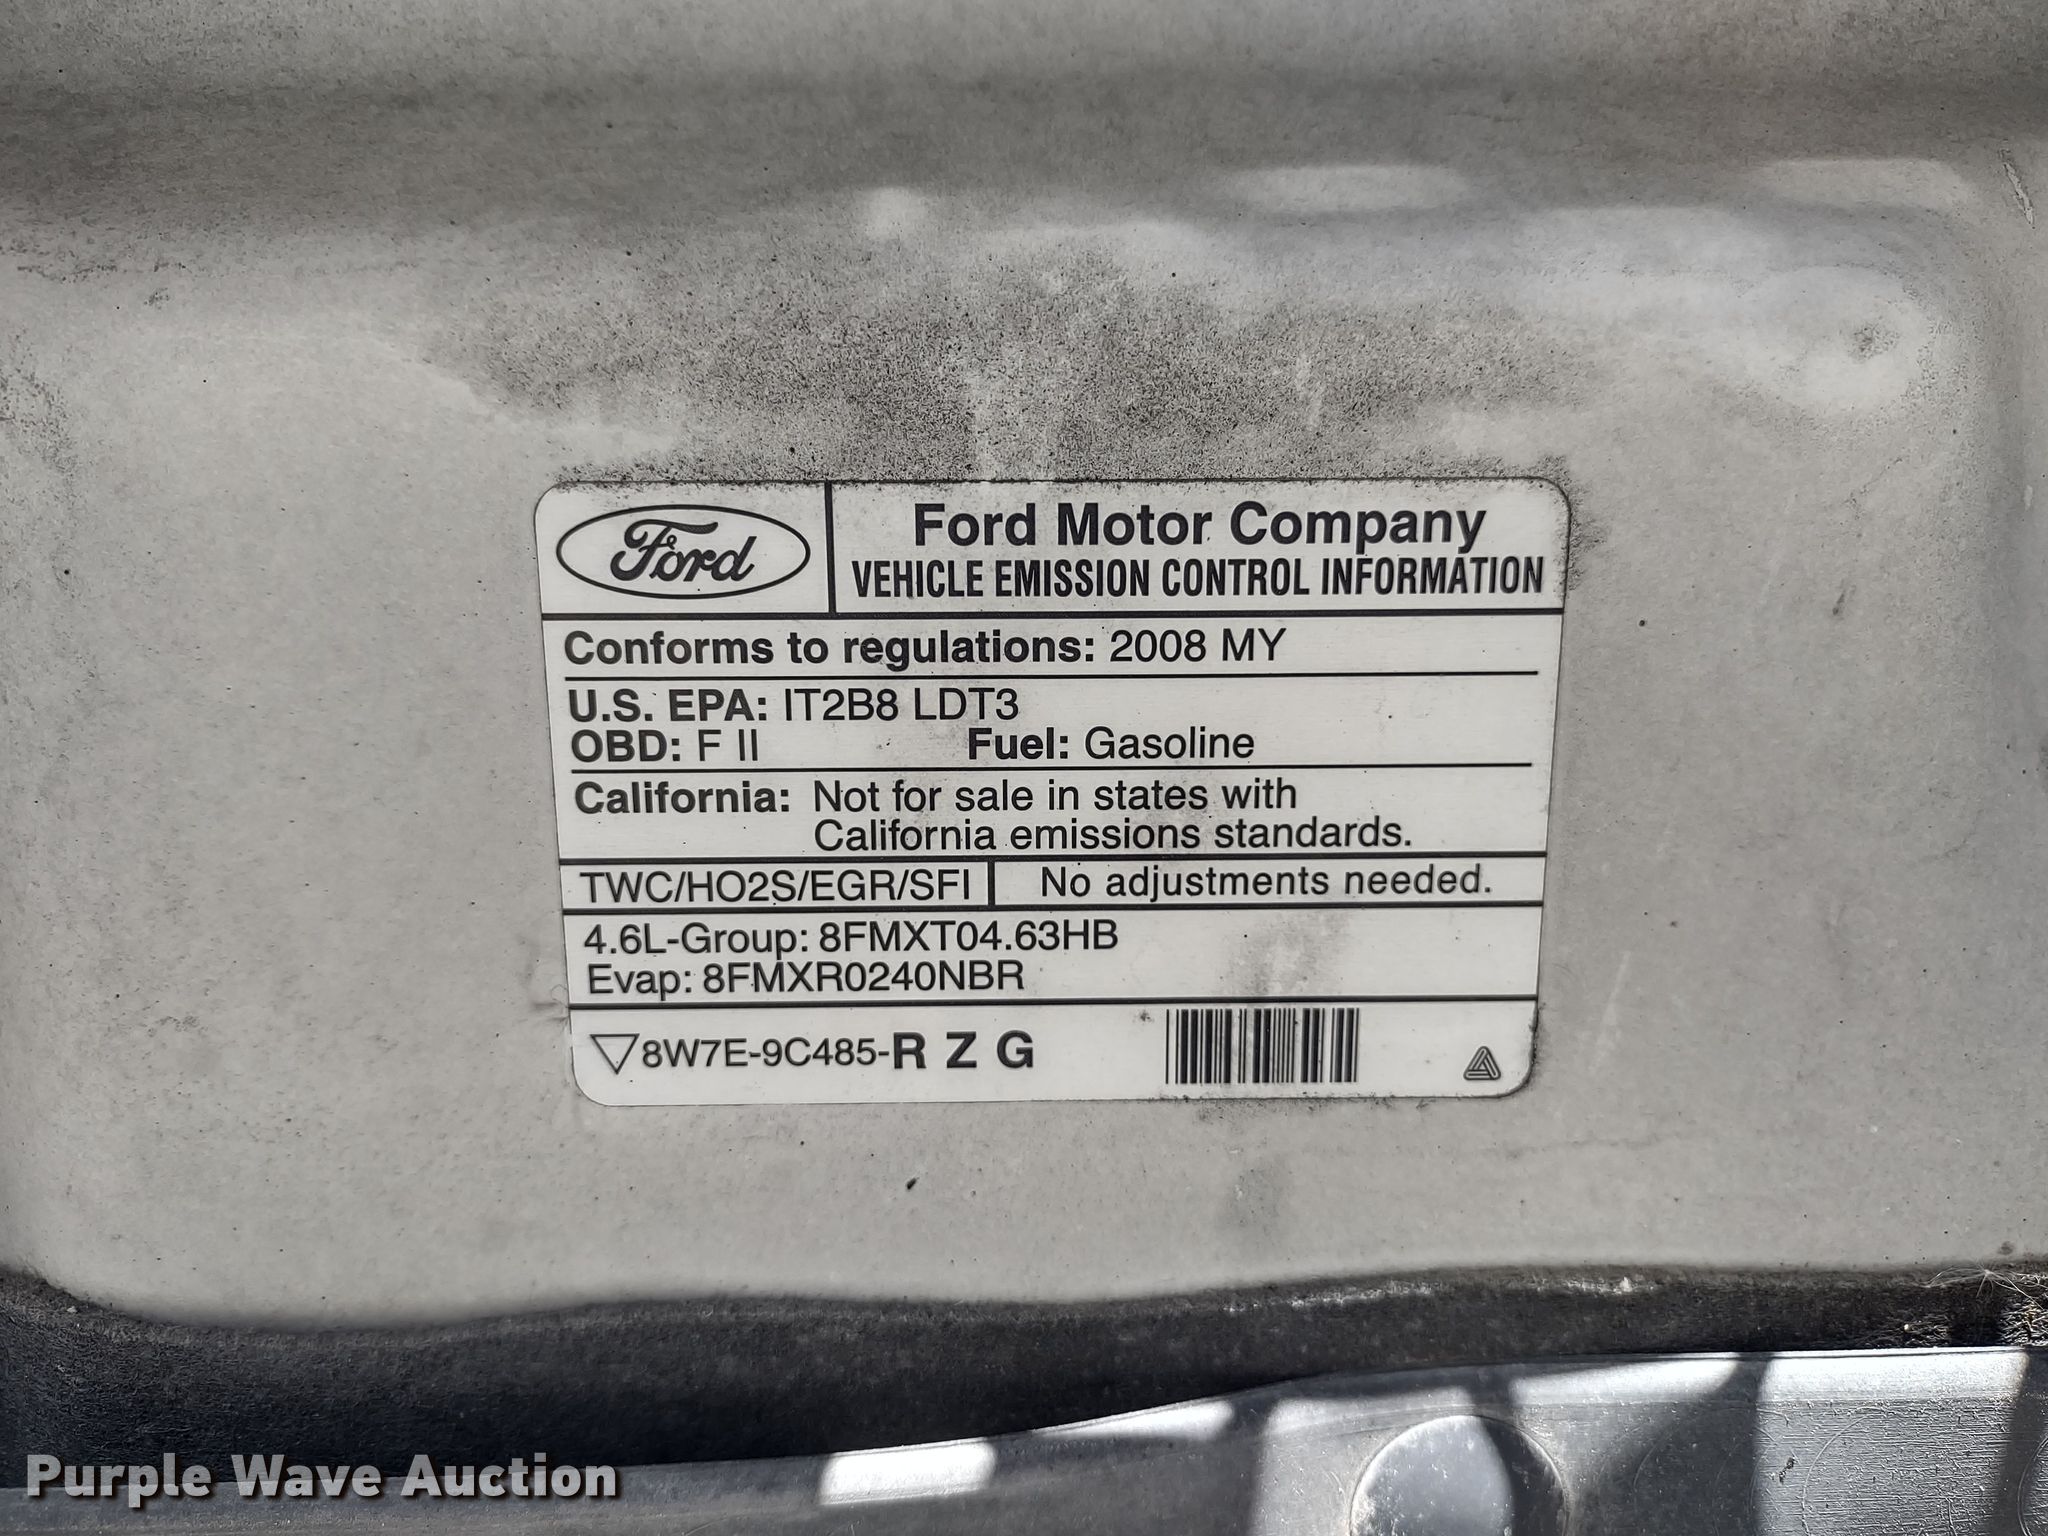 Ford
Ford Motor Company
VEHICLE EMISSION CONTROL INFORMATION
Conforms to regulations: 2008 MY
U.S. EPA: IT2B8 LDT3
OBD: F II Fuel: Gasoline
California: Not for sale in states with
California emissions standards.
TWC/HO2S/EGR/SFI No adjustments needed.
4.6L-Group: 8FMXT04.63HB
Evap: 8FMXR0240NBR
▽8W7E-9C485-R Z G
Purple Wave Auction